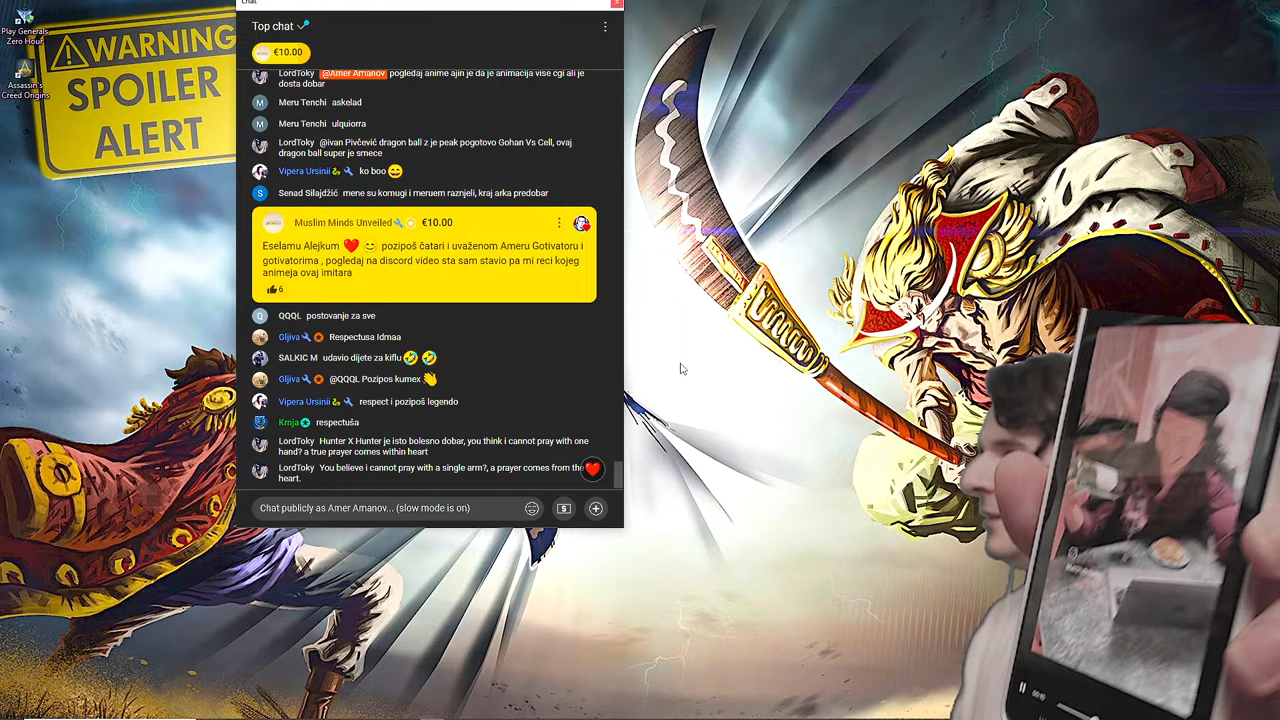 Chat
Play Generals
Zero Hour
Assassin's
Creed Origins
WARNING
SPOILER
ALERT
Top chat
€10.00
LordToky @Amer Amanov pogledaj anime ajin je da je animacija vise cgi ali je
dosta dobar
M Meru Tenchi askelad
M Meru Tenchi ulquiorra
LordToky @ivan Pivčević dragon ball z je peak pogotovo Gohan Vs Cell, ovaj
dragon ball super je smece
Vipera Ursinii ko boo
S Senad Silajdžić mene su komugi i meruem raznjeli, kraj arka predobar
Muslim Minds Unveiled €10.00
Eselamu Alejkum ❤️ 😊 pozipoš čatari i uvaženom Ameru Gotivatoru i
gotivatorima , pogledaj na discord video sta sam stavio pa mi reci kojeg
animeja ovaj imitara
6
Q QQQL postovanje za sve
Gljiva Respectusa Idmaa
SALKIC M udavio dijete za kiflu 🤣 🤣
Gljiva @QQQL Pozipos kumex 👏
Vipera Ursinii respect i pozipoš legendo
Krnja respectuša
LordToky Hunter X Hunter je isto bolesno dobar, you think i cannot pray with one
hand? a true prayer comes within heart
LordToky You believe i cannot pray with a single arm?, a prayer comes from the
heart.
Chat publicly as Amer Amanov... (slow mode is on)